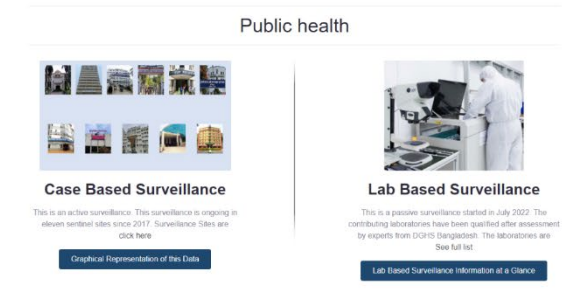 Public health
Case Based Surveillance
This is an active surveillance. This surveillance is ongoing in
eleven sentinel sites since 2017. Surveillance Sites are
click here
Graphical Representation of this Data
Lab Based Surveillance
This is a passive surveillance started in July 2022. The
contributing laboratories have been qualified after assessment
by experts from DGHS Bangladesh. The laboratories are
See full list
Lab Based Surveillance Information at a Glance